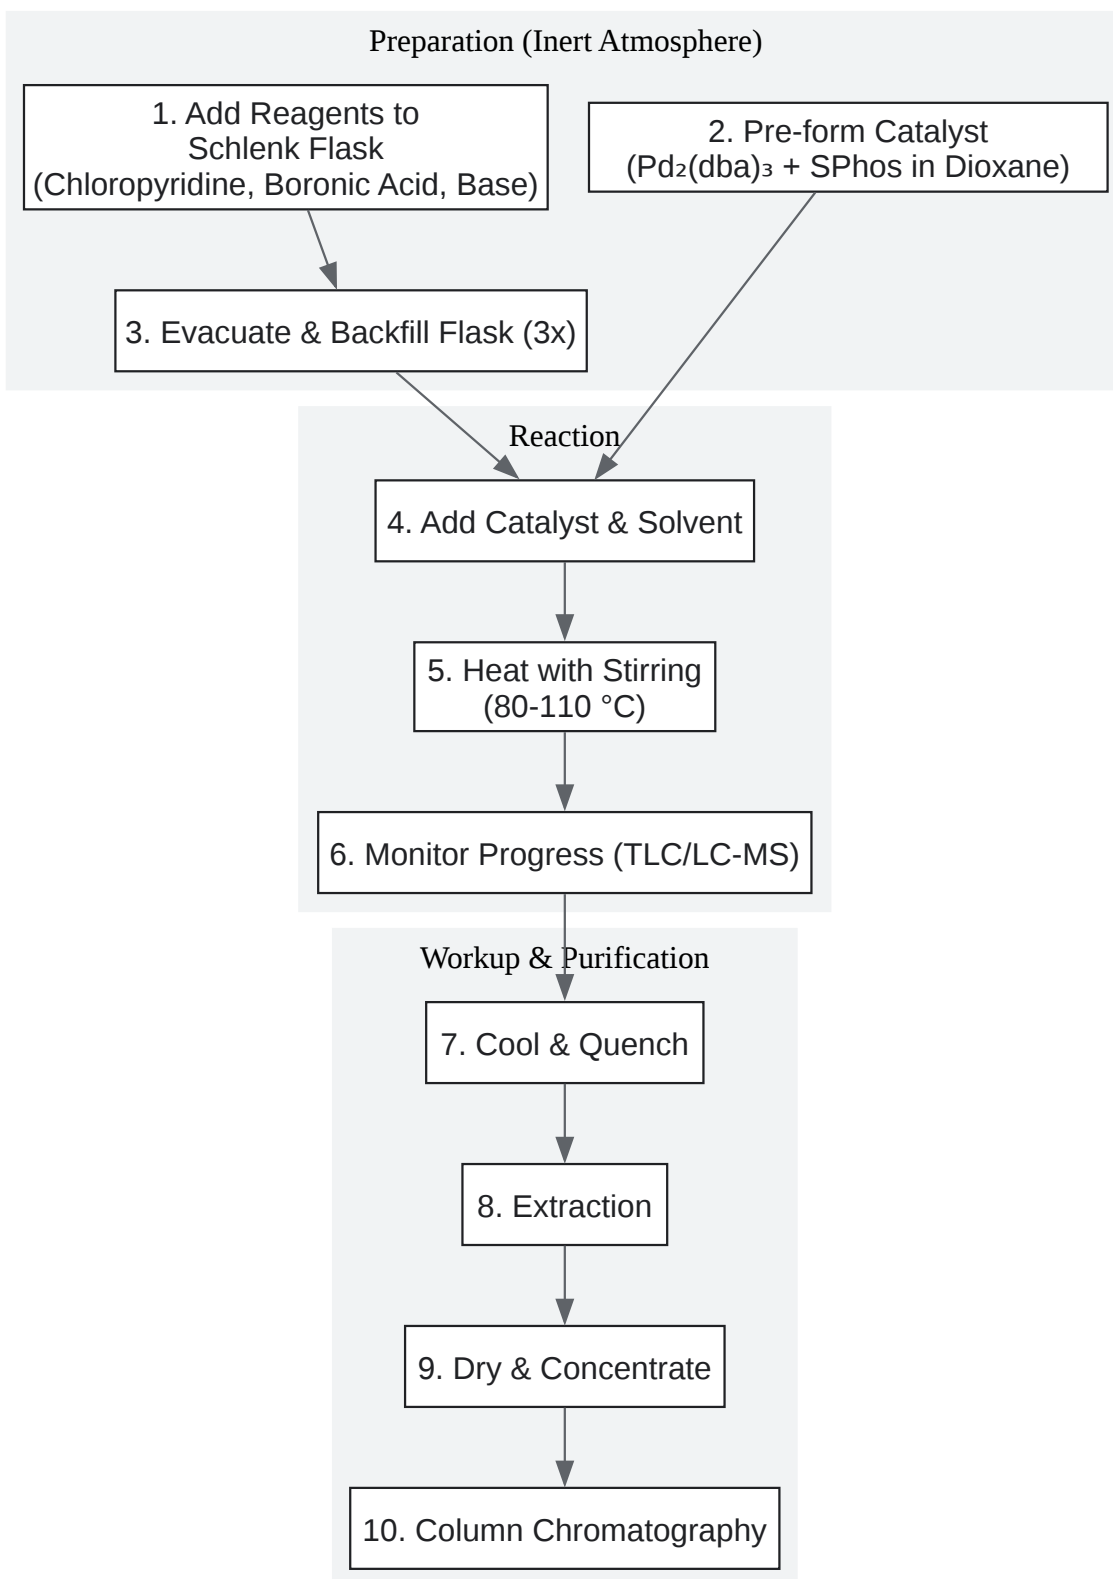 Preparation (Inert Atmosphere)
1. Add Reagents to
Schlenk Flask
(Chloropyridine, Boronic Acid, Base)
2. Pre-form Catalyst
(Pd₂(dba)₃ + SPhos in Dioxane)
3. Evacuate & Backfill Flask (3x)
Reaction
4. Add Catalyst & Solvent
5. Heat with Stirring
(80-110 °C)
6. Monitor Progress (TLC/LC-MS)
Workup & Purification
7. Cool & Quench
8. Extraction
9. Dry & Concentrate
10. Column Chromatography